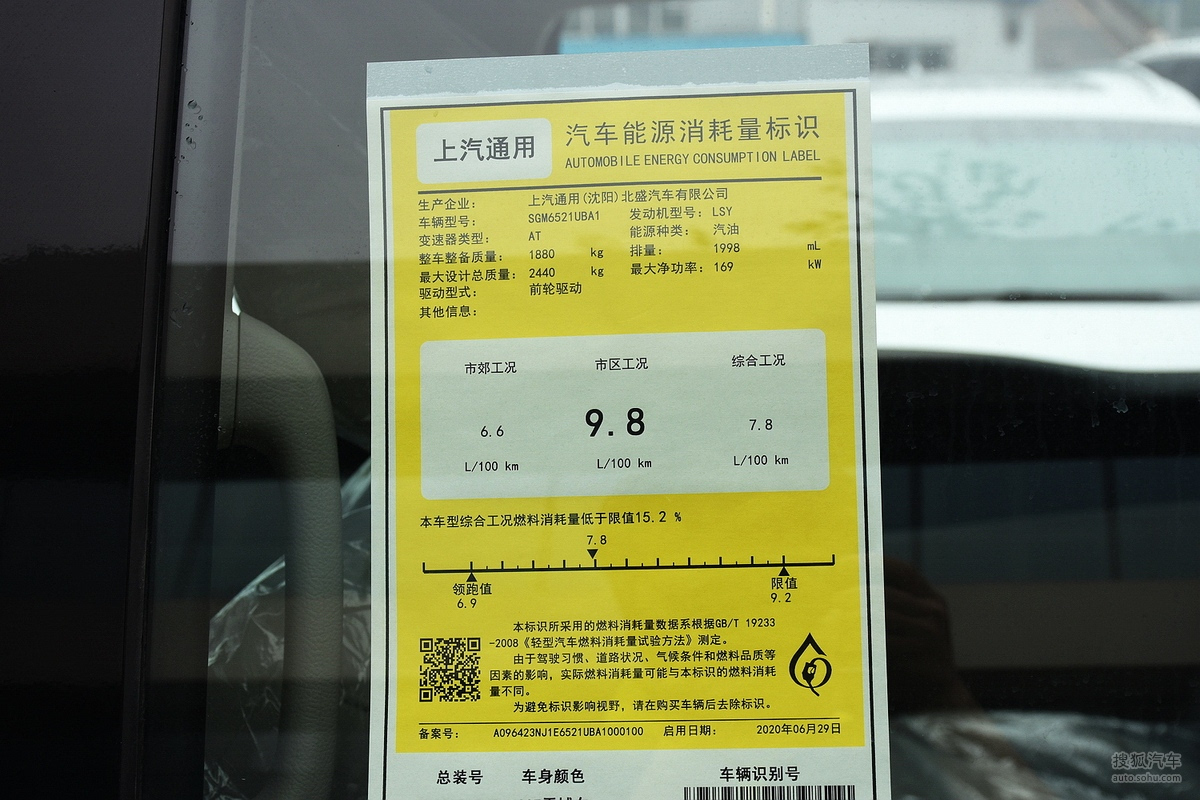 上汽通用
汽车能源消耗量标识
AUTOMOBILE ENERGY CONSUMPTION LABEL
生产企业： 上汽通用(沈阳)北盛汽车有限公司
车辆型号： SGM6521UBA1 发动机型号： LSY
变速器类型： AT 能源种类： 汽油
整车整备质量： 1880 kg 排量： 1998 mL
最大设计总质量： 2440 kg 最大净功率： 169 kW
驱动型式： 前轮驱动
其他信息：
市郊工况 市区工况 综合工况
6.6 9.8 7.8
L/100 km L/100 km L/100 km
本车型综合工况燃料消耗量低于限值15.2 %
7.8
领跑值 限值
6.9 9.2
本标识所采用的燃料消耗量数据系根据GB/T 19233
-2008《轻型汽车燃料消耗量试验方法》测定。
由于驾驶习惯、道路状况、气候条件和燃料品质等
因素的影响，实际燃料消耗量可能与本标识的燃料消耗
量不同。
为避免标识影响视野，请在购买车辆后去除标识。
备案号： A096423NJ1E6521UBA1000100 启用日期： 2020年06月29日
总装号 车身颜色 车辆识别号
搜狐汽车
auto.sohu.com